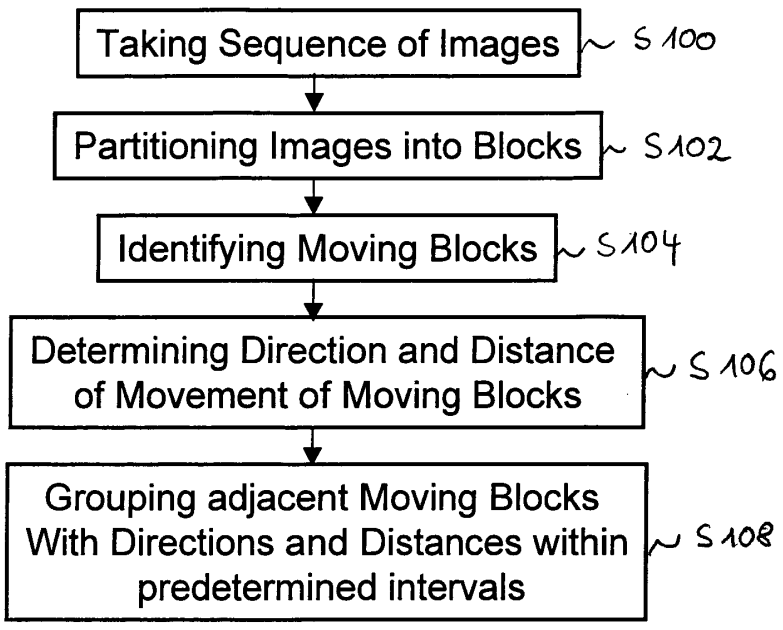 Taking Sequence of Images S100
Partitioning Images into Blocks S102
Identifying Moving Blocks S104
Determining Direction and Distance
of Movement of Moving Blocks S106
Grouping adjacent Moving Blocks
With Directions and Distances within
predetermined intervals S108